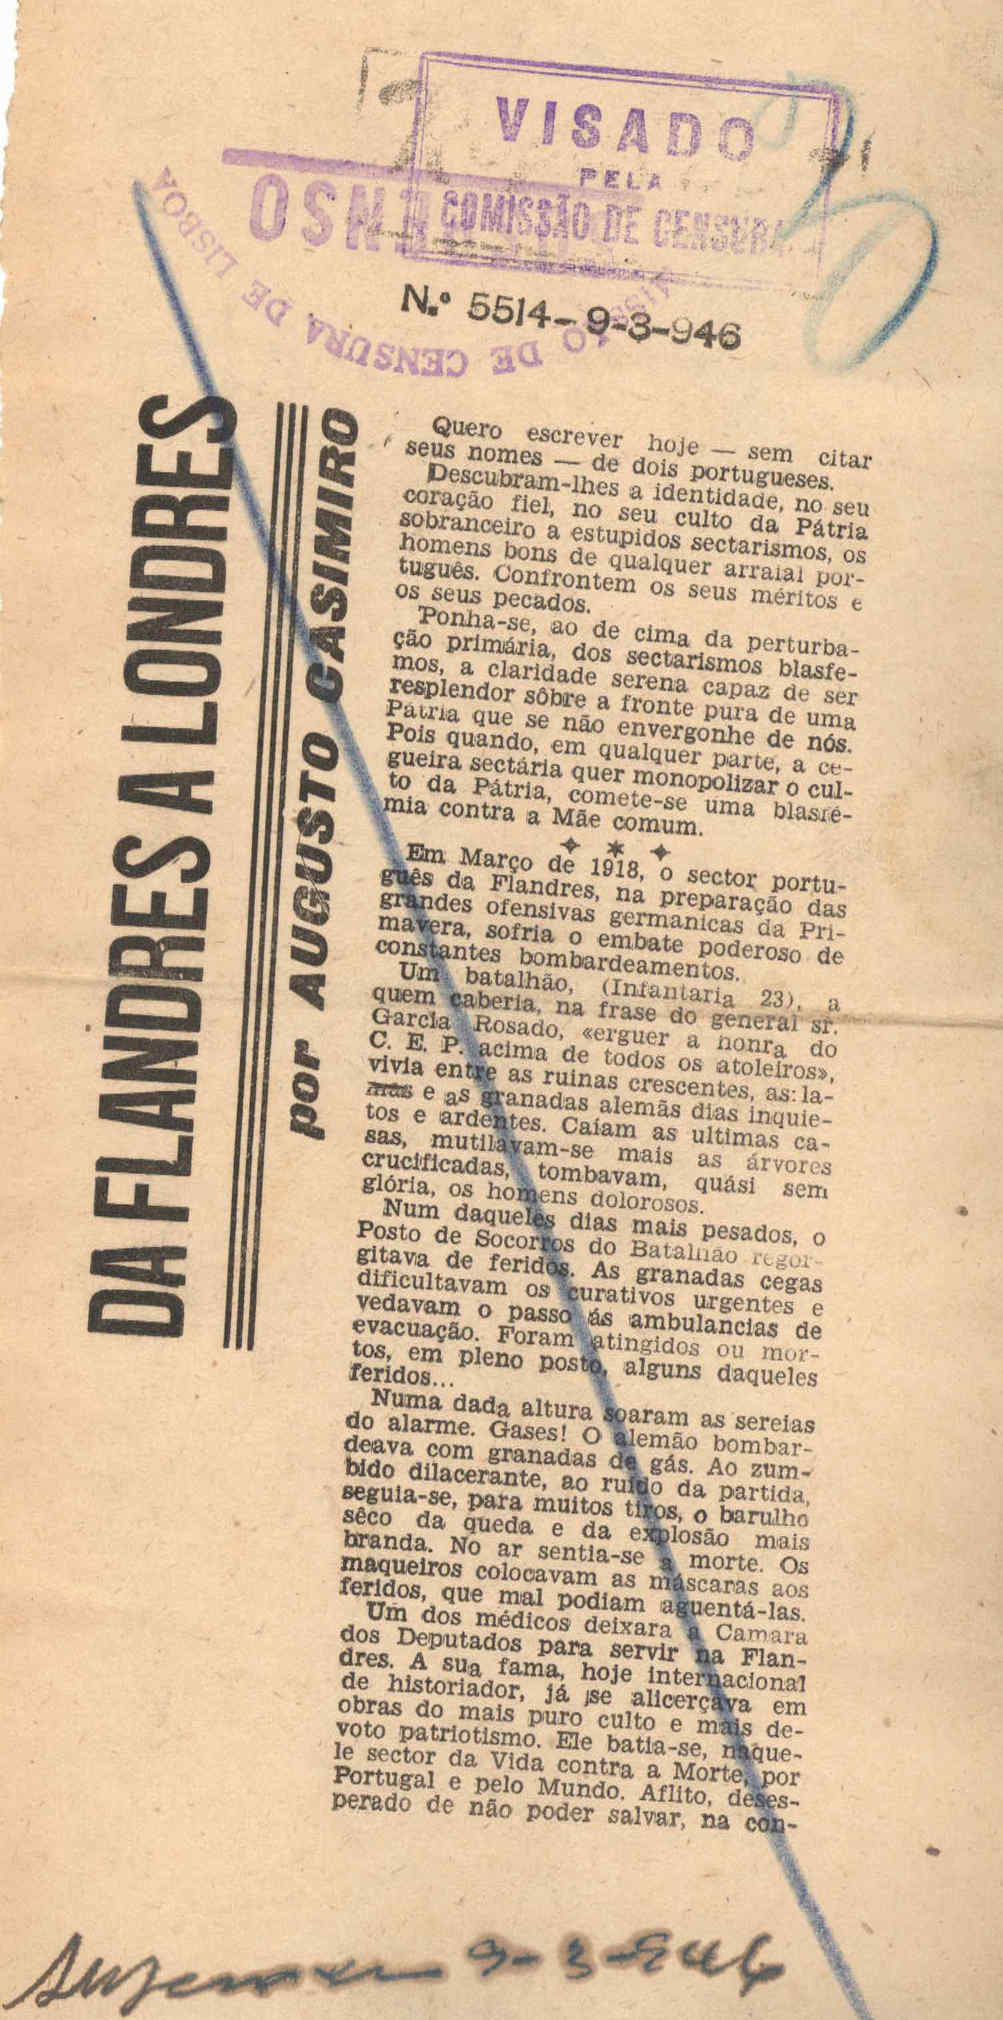 VISADO
PELA
COMISSÃO DE CENSURA
SUSPENSO
COMISSÃO DE CENSURA DE LISBOA
N.º 5514-9-3-946
DA FLANDRES A LONDRES
por AUGUSTO CASIMIRO
Quero escrever hoje — sem citar
seus nomes — de dois portugueses.
Descubram-lhes a identidade, no seu
coração fiel, no seu culto da Pátria
sobranceiro a estupidos sectarismos, os
homens bons de qualquer arraial por-
tuguês. Confrontem os seus méritos e
os seus pecados.
Ponha-se, ao de cima da perturba-
ção primária, dos sectarismos blasfe-
mos, a claridade serena capaz de ser
resplendor sôbre a fronte pura de uma
Pátria que se não envergonhe de nós.
Pois quando, em qualquer parte, a ce-
gueira sectária quer monopolizar o cul-
to da Pátria, comete-se uma blasfé-
mia contra a Mãe comum.
✦ ✶ ✦
Em Março de 1918, o sector portu-
guês da Flandres, na preparação das
grandes ofensivas germanicas da Pri-
mavera, sofria o embate poderoso de
constantes bombardeamentos.
Um batalhão, (Infantaria 23), a
quem caberia, na frase do general sr.
Garcia Rosado, «erguer a honra do
C. E. P. acima de todos os atoleiros»,
vivia entre as ruinas crescentes, as la-
mas e as granadas alemãs dias inquie-
tos e ardentes. Caíam as ultimas ca-
sas, mutilavam-se mais as árvores
crucificadas, tombavam, quási sem
glória, os homens dolorosos.
Num daqueles dias mais pesados, o
Posto de Socorros do Batalhão regor-
gitava de feridos. As granadas cegas
dificultavam os curativos urgentes e
vedavam o passo ás ambulancias de
evacuação. Foram atingidos ou mor-
tos, em pleno posto, alguns daqueles
feridos...
Numa dada altura soaram as sereias
do alarme. Gases! O alemão bombar-
deava com granadas de gás. Ao zum-
bido dilacerante, ao ruído da partida,
seguia-se, para muitos tiros, o barulho
sêco da queda e da explosão mais
branda. No ar sentia-se a morte. Os
maqueiros colocavam as máscaras aos
feridos, que mal podiam aguentá-las.
Um dos médicos deixara a Camara
dos Deputados para servir na Flan-
dres. A sua fama, hoje internacional
de historiador, já se alicerçava em
obras do mais puro culto e mais de-
voto patriotismo. Ele batia-se, naque-
le sector da Vida contra a Morte, por
Portugal e pelo Mundo. Aflito, deses-
perado de não poder salvar, na con-
9-3-946